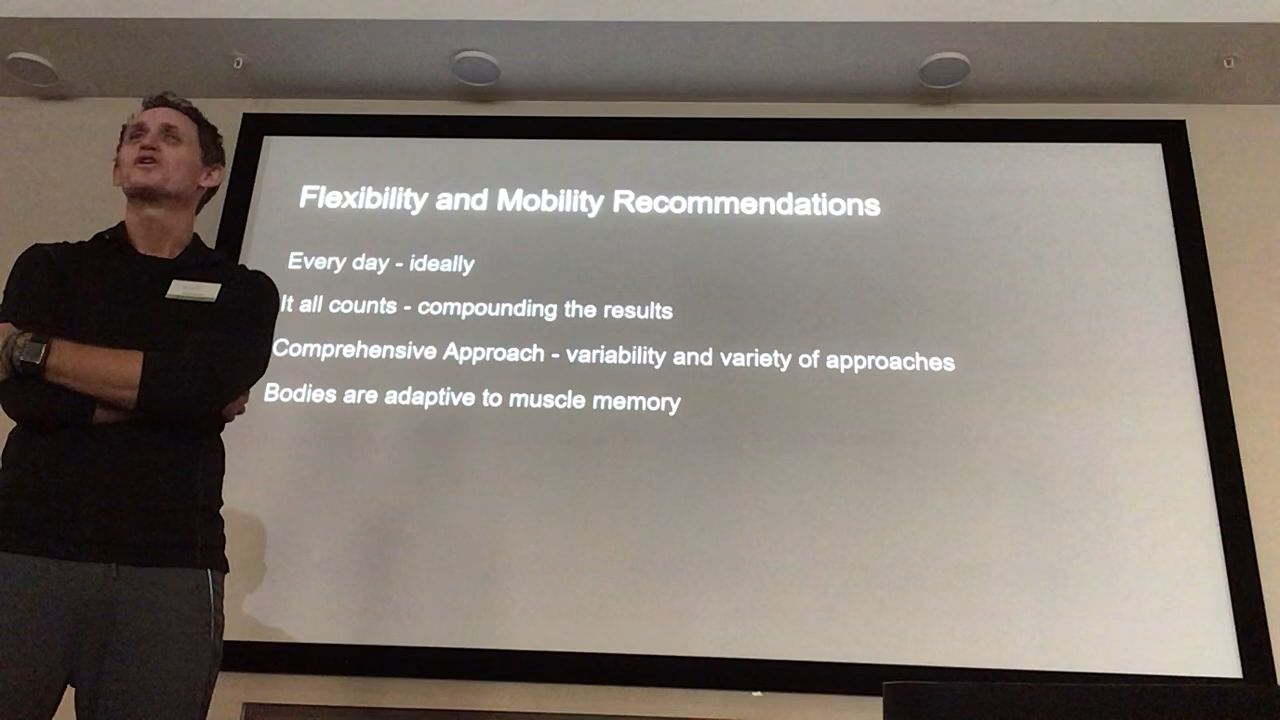 Flexibility and Mobility Recommendations
Every day - ideally
It all counts - compounding the results
Comprehensive Approach - variability and variety of approaches
Bodies are adaptive to muscle memory